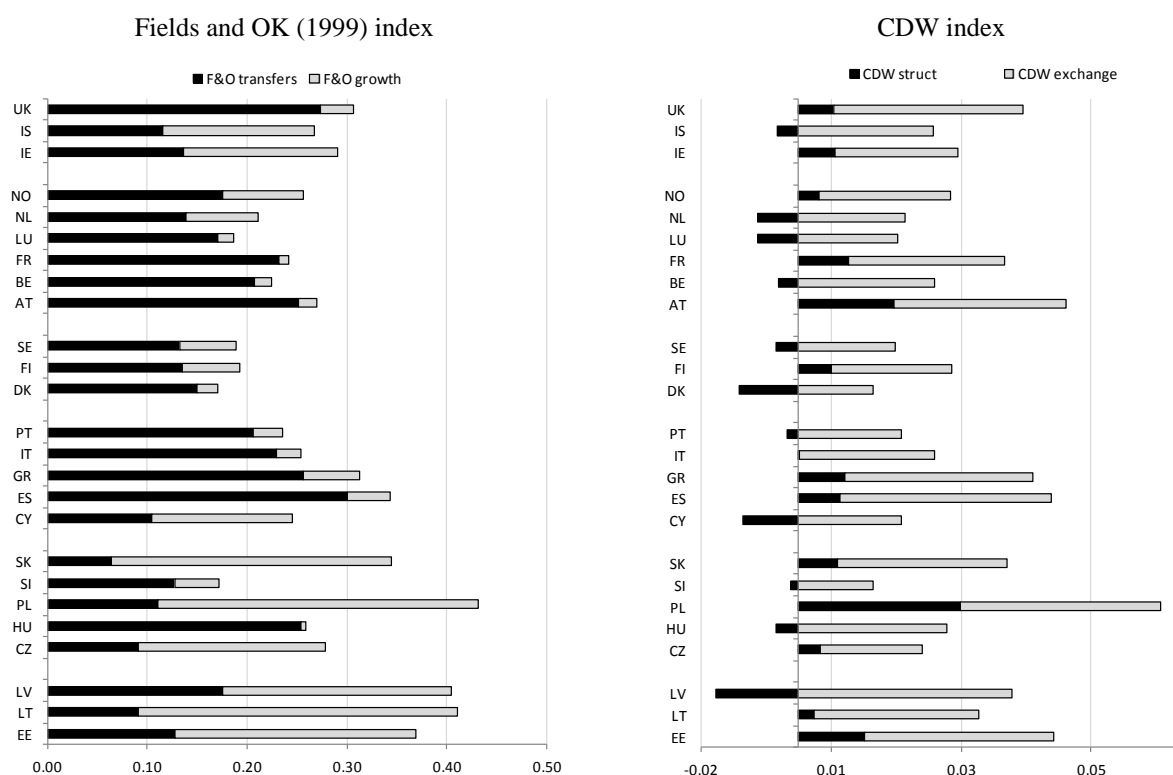 Fields and OK (1999) index
F&O transfers F&O growth
UK
IS
IE
NO
NL
LU
FR
BE
AT
SE
FI
DK
PT
IT
GR
ES
CY
SK
SI
PL
HU
CZ
LV
LT
EE
0.00 0.10 0.20 0.30 0.40 0.50
CDW index
CDW struct CDW exchange
UK
IS
IE
NO
NL
LU
FR
BE
AT
SE
FI
DK
PT
IT
GR
ES
CY
SK
SI
PL
HU
CZ
LV
LT
EE
-0.02 0.01 0.03 0.05